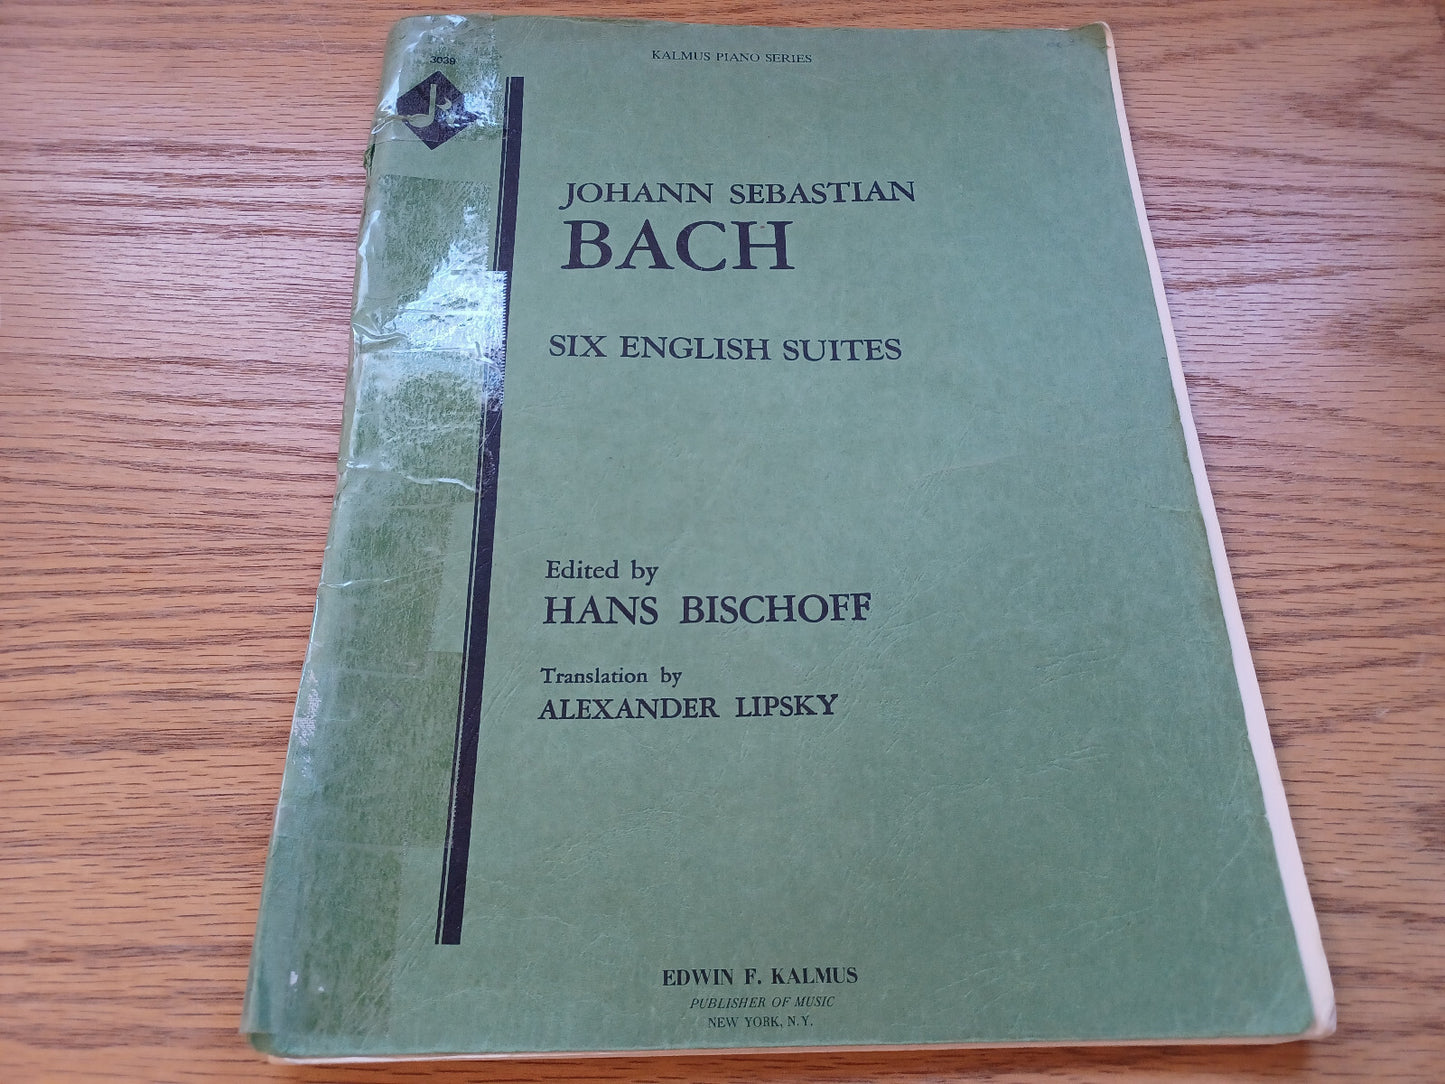 KALMUS PIANO SERIES
3039
JOHANN SEBASTIAN
BACH
SIX ENGLISH SUITES
Edited by
HANS BISCHOFF
Translation by
ALEXANDER LIPSKY
EDWIN F. KALMUS
PUBLISHER OF MUSIC
NEW YORK, N.Y.